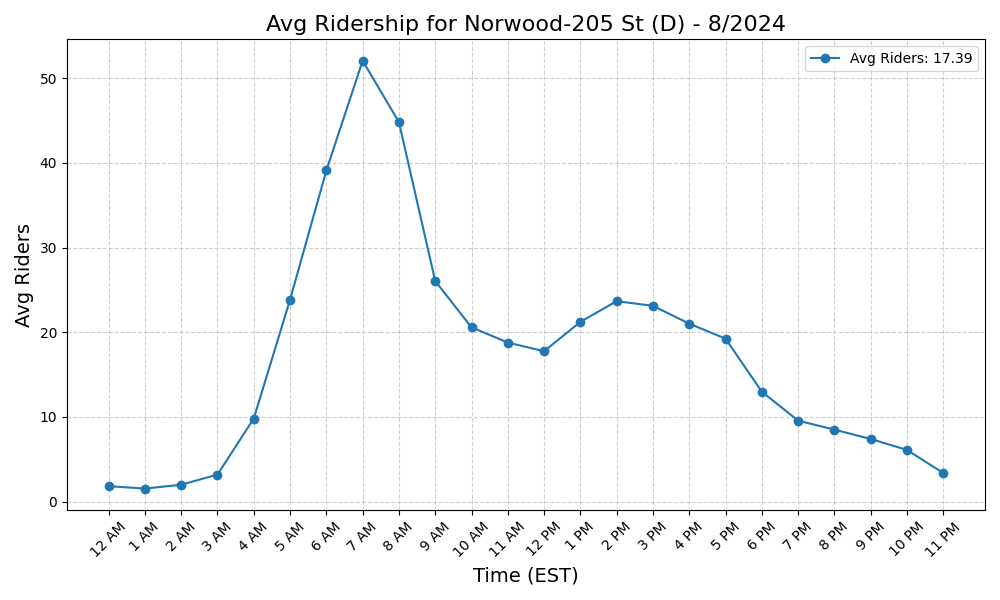 Avg Ridership for Norwood-205 St (D) - 8/2024
Avg Riders: 17.39
Avg Riders
50
40
30
20
10
0
12 AM
1 AM
2 AM
3 AM
4 AM
5 AM
6 AM
7 AM
8 AM
9 AM
10 AM
11 AM
12 PM
1 PM
2 PM
3 PM
4 PM
5 PM
6 PM
7 PM
8 PM
9 PM
10 PM
11 PM
Time (EST)